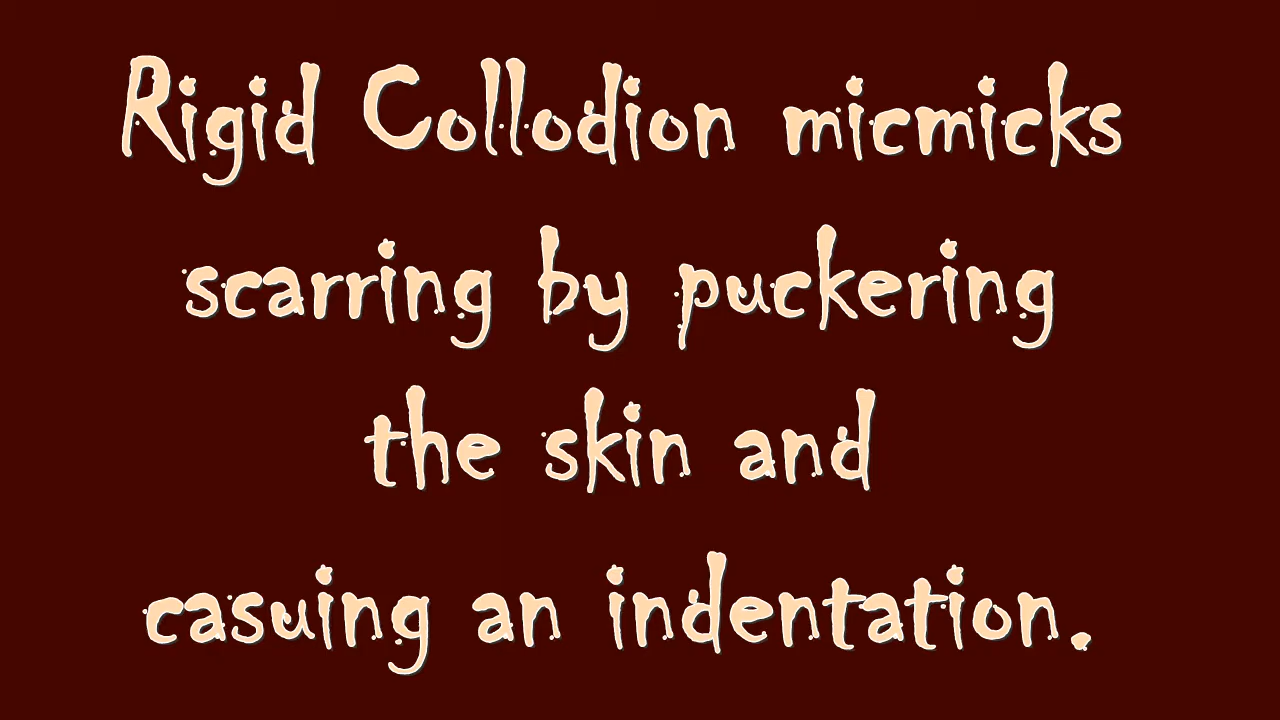 Rigid Collodion micmicks
scarring by puckering
the skin and
casuing an indentation.